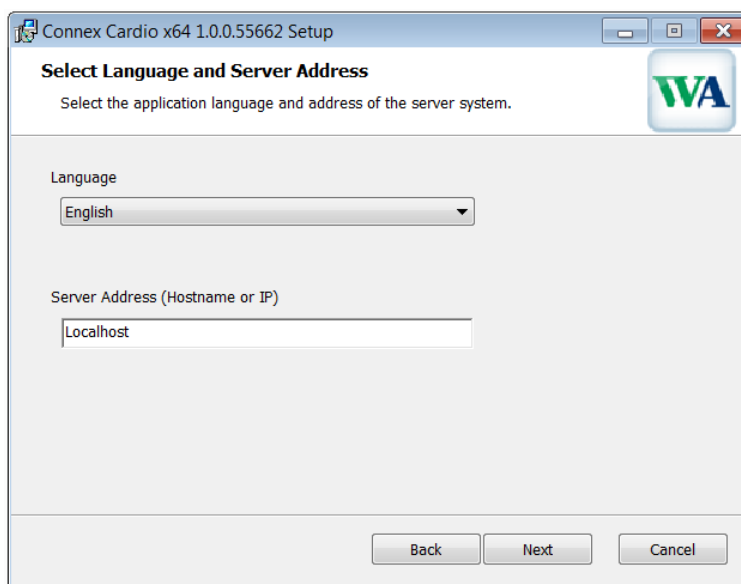 Connex Cardio x64 1.0.0.55662 Setup
Select Language and Server Address
Select the application language and address of the server system.
WA
Language
English
Server Address (Hostname or IP)
Localhost
Back Next Cancel